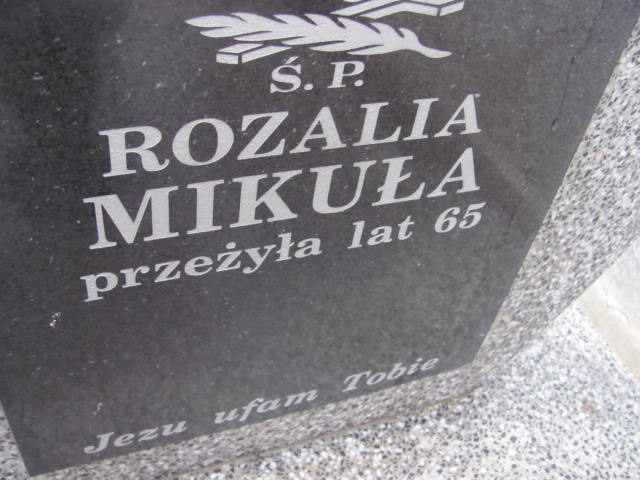 Ś. P.
ROZALIA
MIKUŁA
przeżyła lat 65
Jezu ufam Tobie